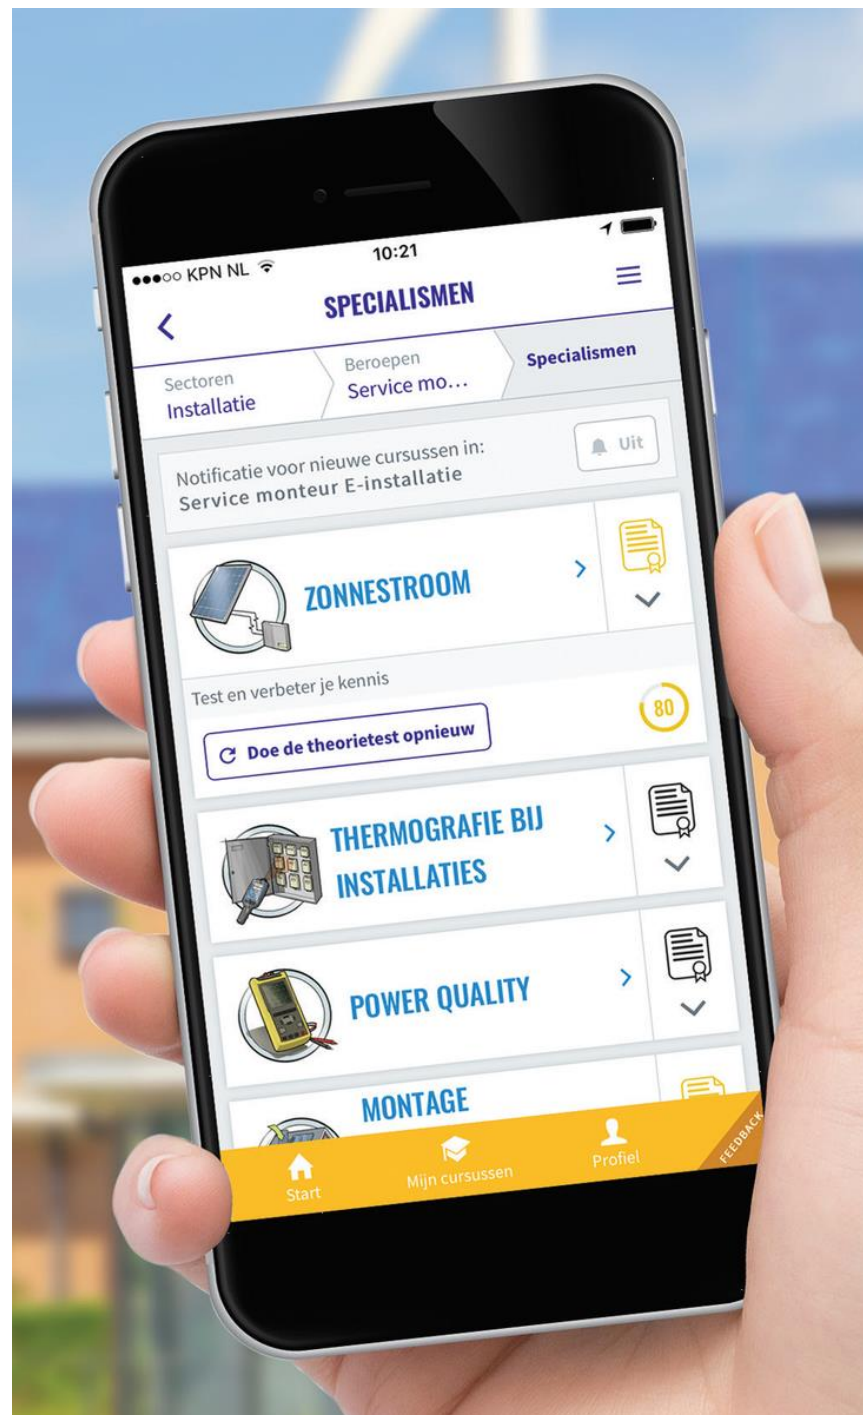 ●●●○○ KPN NL 10:21
SPECIALISMEN
Sectoren
Installatie
Beroepen
Service mo...
Specialismen
Notificatie voor nieuwe cursussen in:
Service monteur E-installatie
Uit
ZONNESTROOM
Test en verbeter je kennis
Doe de theorietest opnieuw
80
THERMOGRAFIE BIJ
INSTALLATIES
POWER QUALITY
MONTAGE
Start
Mijn cursussen
Profiel
FEEDBACK